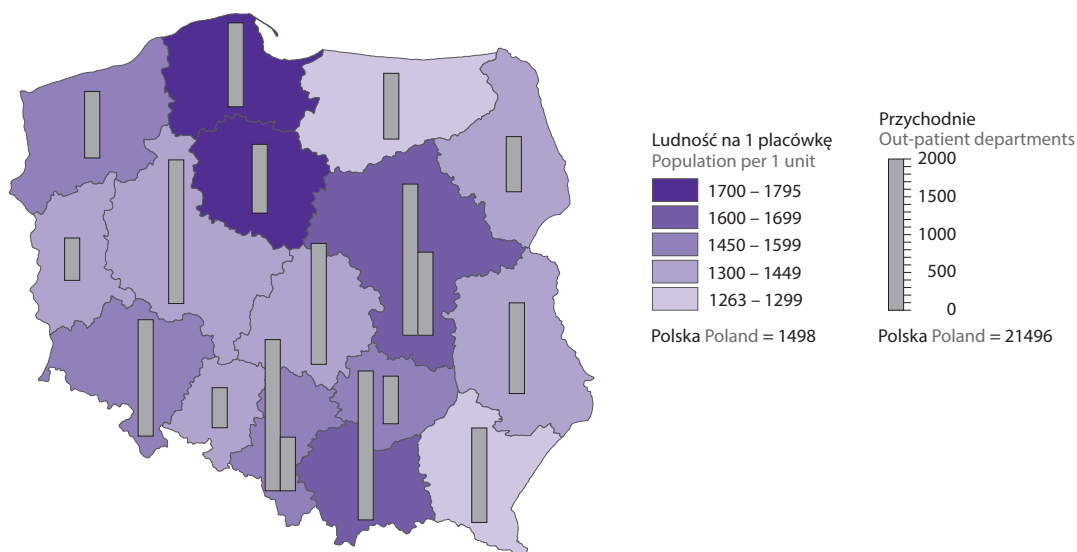 Ludność na 1 placówkę
Population per 1 unit
1700 – 1795
1600 – 1699
1450 – 1599
1300 – 1449
1263 – 1299
Polska Poland = 1498
Przychodnie
Out-patient departments
2000
1500
1000
500
0
Polska Poland = 21496